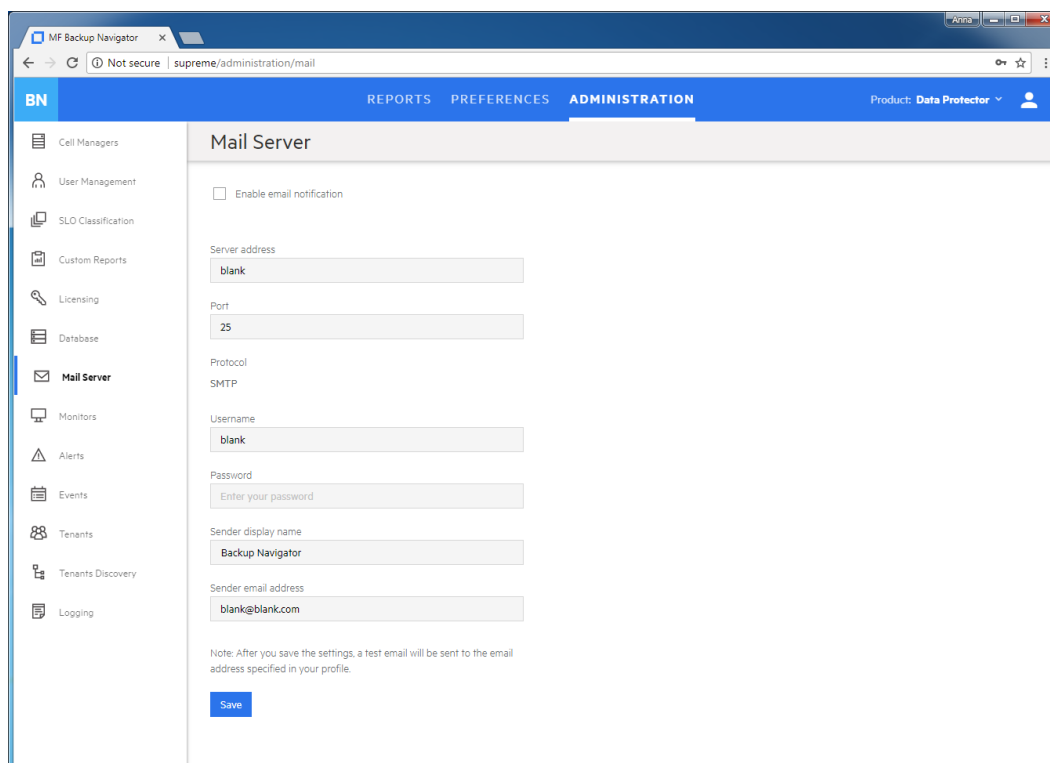 Anna
MF Backup Navigator
Not secure | supreme/administration/mail
BN
REPORTS PREFERENCES ADMINISTRATION
Product: Data Protector
Cell Managers
User Management
SLO Classification
Custom Reports
Licensing
Database
Mail Server
Monitors
Alerts
Events
Tenants
Tenants Discovery
Logging
Mail Server
Enable email notification
Server address
blank
Port
25
Protocol
SMTP
Username
blank
Password
Enter your password
Sender display name
Backup Navigator
Sender email address
blank@blank.com
Note: After you save the settings, a test email will be sent to the email
address specified in your profile.
Save